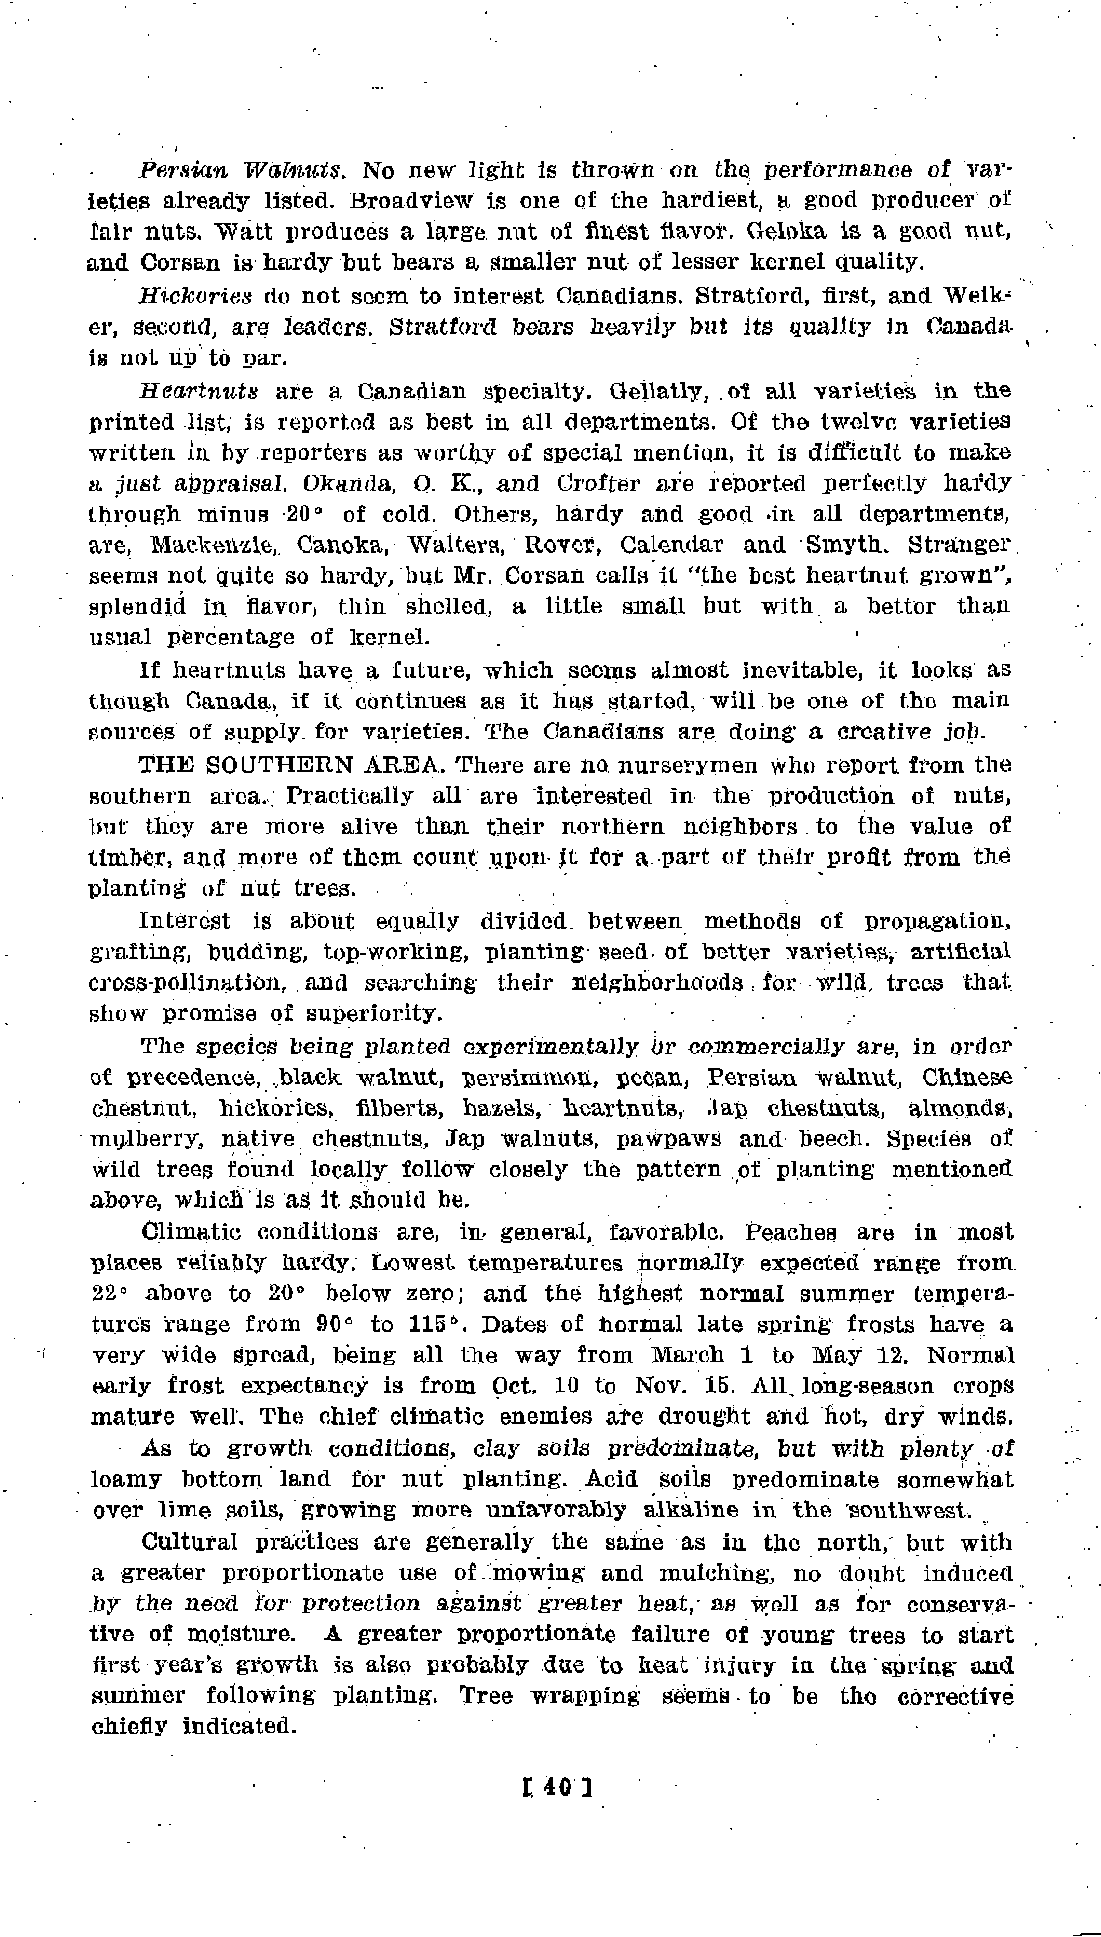 Persian Walnuts. No new light is thrown on the performance of var-
ieties already listed. Broadview is one of the hardiest, a good producer of
fair nuts. Watt produces a large nut of finest flavor. Geloka is a good nut,
and Corsan is hardy but bears a smaller nut of lesser kernel quality.
Hickories do not seem to interest Canadians. Stratford, first, and Weik-
er, second, are leaders. Stratford bears heavily but its quality in Canada
is not up to par.
Heartnuts are a Canadian specialty. Gellatly, of all varieties in the
printed list, is reported as best in all departments. Of the twelve varieties
written in by reporters as worthy of special mention, it is difficult to make
a just appraisal. Okanda, O. K., and Crofter are reported perfectly hardy
through minus 20° of cold. Others, hardy and good in all departments,
are, Mackenzie, Canoka, Walters, Rover, Calendar and Smyth. Stranger
seems not quite so hardy, but Mr. Corsan calls it "the best heartnut grown",
splendid in flavor, thin shelled, a little small but with a better than
usual percentage of kernel.
If heartnuts have a future, which seems almost inevitable, it looks as
though Canada, if it continues as it has started, will be one of the main
sources of supply for varieties. The Canadians are doing a creative job.
THE SOUTHERN AREA. There are no nurserymen who report from the
southern area. Practically all are interested in the production of nuts,
but they are more alive than their northern neighbors to the value of
timber, and more of them count upon it for a part of their profit from the
planting of nut trees.
Interest is about equally divided between methods of propagation,
grafting, budding, top-working, planting seed of better varieties, artificial
cross-pollination, and searching their neighborhoods for wild trees that
show promise of superiority.
The species being planted experimentally or commercially are, in order
of precedence, black walnut, persimmon, pecan, Persian walnut, Chinese
chestnut, hickories, filberts, hazels, heartnuts, Jap chestnuts, almonds,
mulberry, native chestnuts, Jap walnuts, pawpaws and beech. Species of
wild trees found locally follow closely the pattern of planting mentioned
above, which is as it should be.
Climatic conditions are, in general, favorable. Peaches are in most
places reliably hardy. Lowest temperatures normally expected range from
22° above to 20° below zero; and the highest normal summer tempera-
tures range from 90° to 115°. Dates of normal late spring frosts have a
very wide spread, being all the way from March 1 to May 12. Normal
early frost expectancy is from Oct. 10 to Nov. 15. All long-season crops
mature well. The chief climatic enemies are drought and hot, dry winds.
As to growth conditions, clay soils predominate, but with plenty of
loamy bottom land for nut planting. Acid soils predominate somewhat
over lime soils, growing more unfavorably alkaline in the southwest.
Cultural practices are generally the same as in the north, but with
a greater proportionate use of mowing and mulching, no doubt induced
by the need for protection against greater heat, as well as for conserva-
tive of moisture. A greater proportionate failure of young trees to start
first year's growth is also probably due to heat injury in the spring and
summer following planting. Tree wrapping seems to be the corrective
chiefly indicated.
[ 40 ]